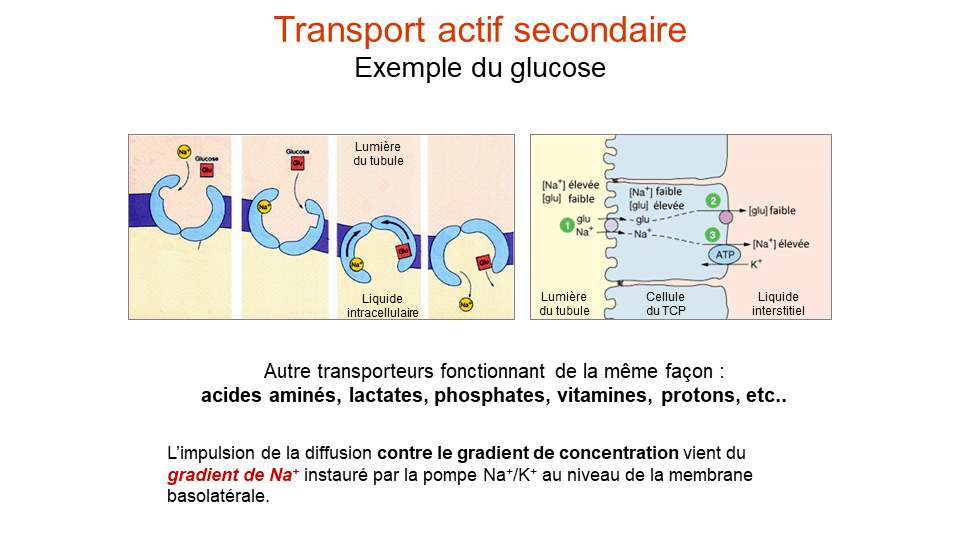 Transport actif secondaire
Exemple du glucose
Na⁺
Glucose
Glu
Glucose
Glu
Na⁺
Lumière
du tubule
Na⁺
Glu
Liquide
intracellulaire
Glu
Na⁺
[Na⁺] élevée
[glu] faible
[Na⁺] faible
[glu] élevée
2
[glu] faible
1
glu
Na⁺
glu
Na⁺
3
[Na⁺] élevée
ATP
K⁺
Lumière
du tubule
Cellule
du TCP
Liquide
interstitiel
Autre transporteurs fonctionnant de la même façon :
acides aminés, lactates, phosphates, vitamines, protons, etc..
L’impulsion de la diffusion contre le gradient de concentration vient du
gradient de Na⁺ instauré par la pompe Na⁺/K⁺ au niveau de la membrane
basolatérale.